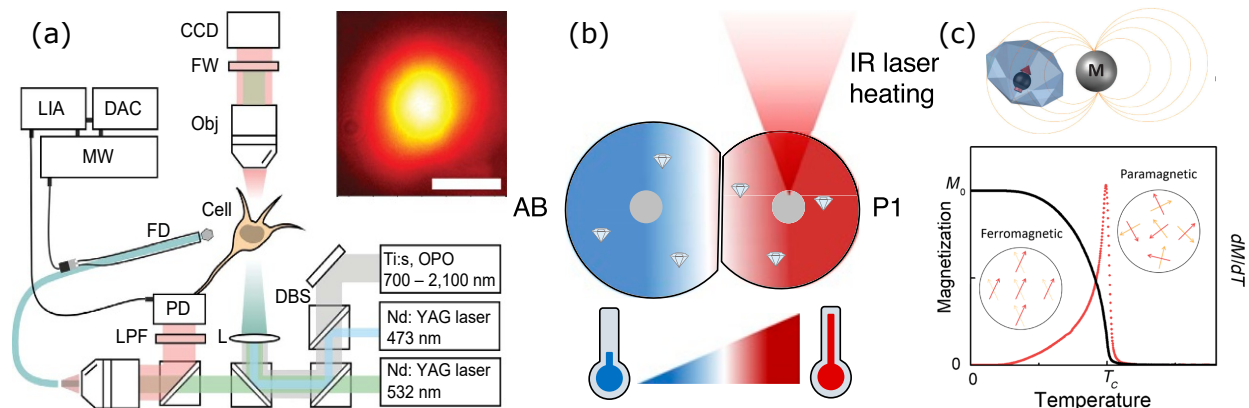 (a)
CCD
FW
LIA
DAC
Obj
MW
Cell
FD
Ti:s, OPO
700 – 2,100 nm
DBS
PD
Nd: YAG laser
473 nm
LPF
L
Nd: YAG laser
532 nm
(b)
IR laser
heating
AB
P1
(c)
M
M₀
Paramagnetic
Ferromagnetic
Magnetization
dM/dT
0
0
T_C
Temperature